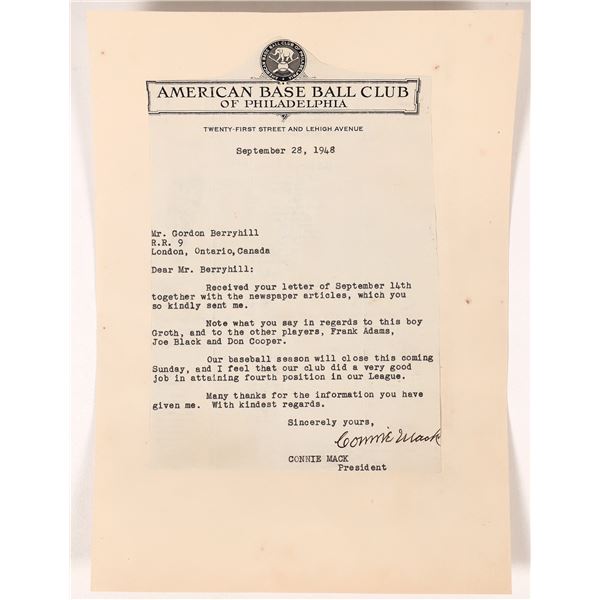 AMERICAN BASE BALL CLUB
OF PHILADELPHIA
TWENTY-FIRST STREET AND LEHIGH AVENUE
September 28, 1948
Mr. Gordon Berryhill
R.R. 9
London, Ontario,Canada
Dear Mr. Berryhill:
Received your letter of September 14th
together with the newspaper articles, which you
so kindly sent me.
Note what you say in regards to this boy
Groth, and to the other players, Frank Adams,
Joe Black and Don Cooper.
Our baseball season will close this coming
Sunday, and I feel that our club did a very good
job in attaining fourth position in our League.
Many thanks for the information you have
given me. With kindest regards.
Sincerely yours,
Connie Mack
CONNIE MACK
President